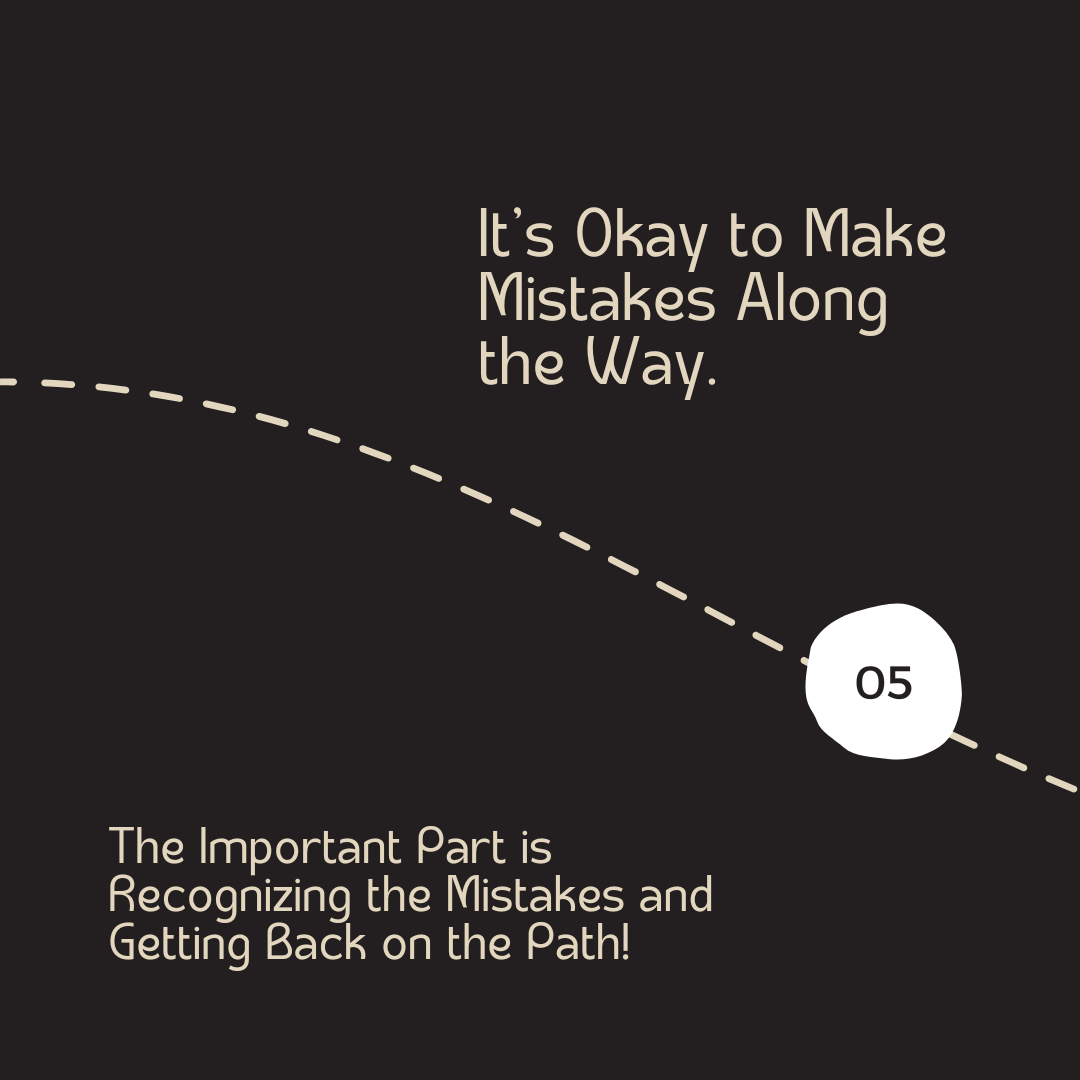 It’s Okay to Make
Mistakes Along
the Way.
05
The Important Part is
Recognizing the Mistakes and
Getting Back on the Path!